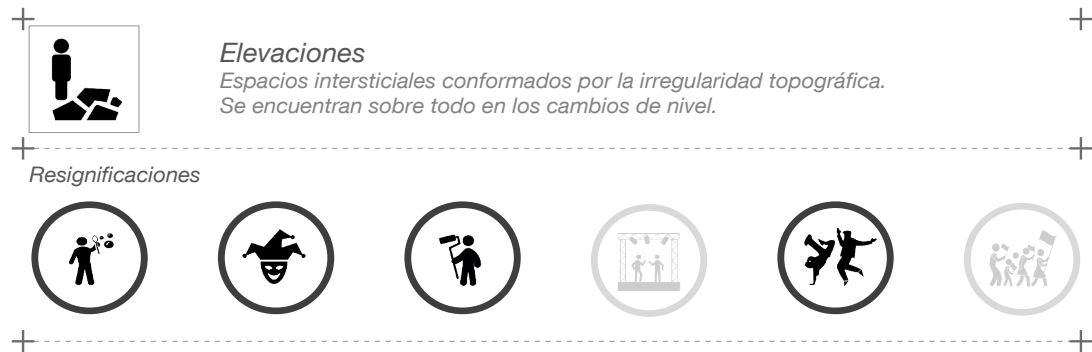 Elevaciones
Espacios intersticiales conformados por la irregularidad topográfica.
Se encuentran sobre todo en los cambios de nivel.
Resignificaciones